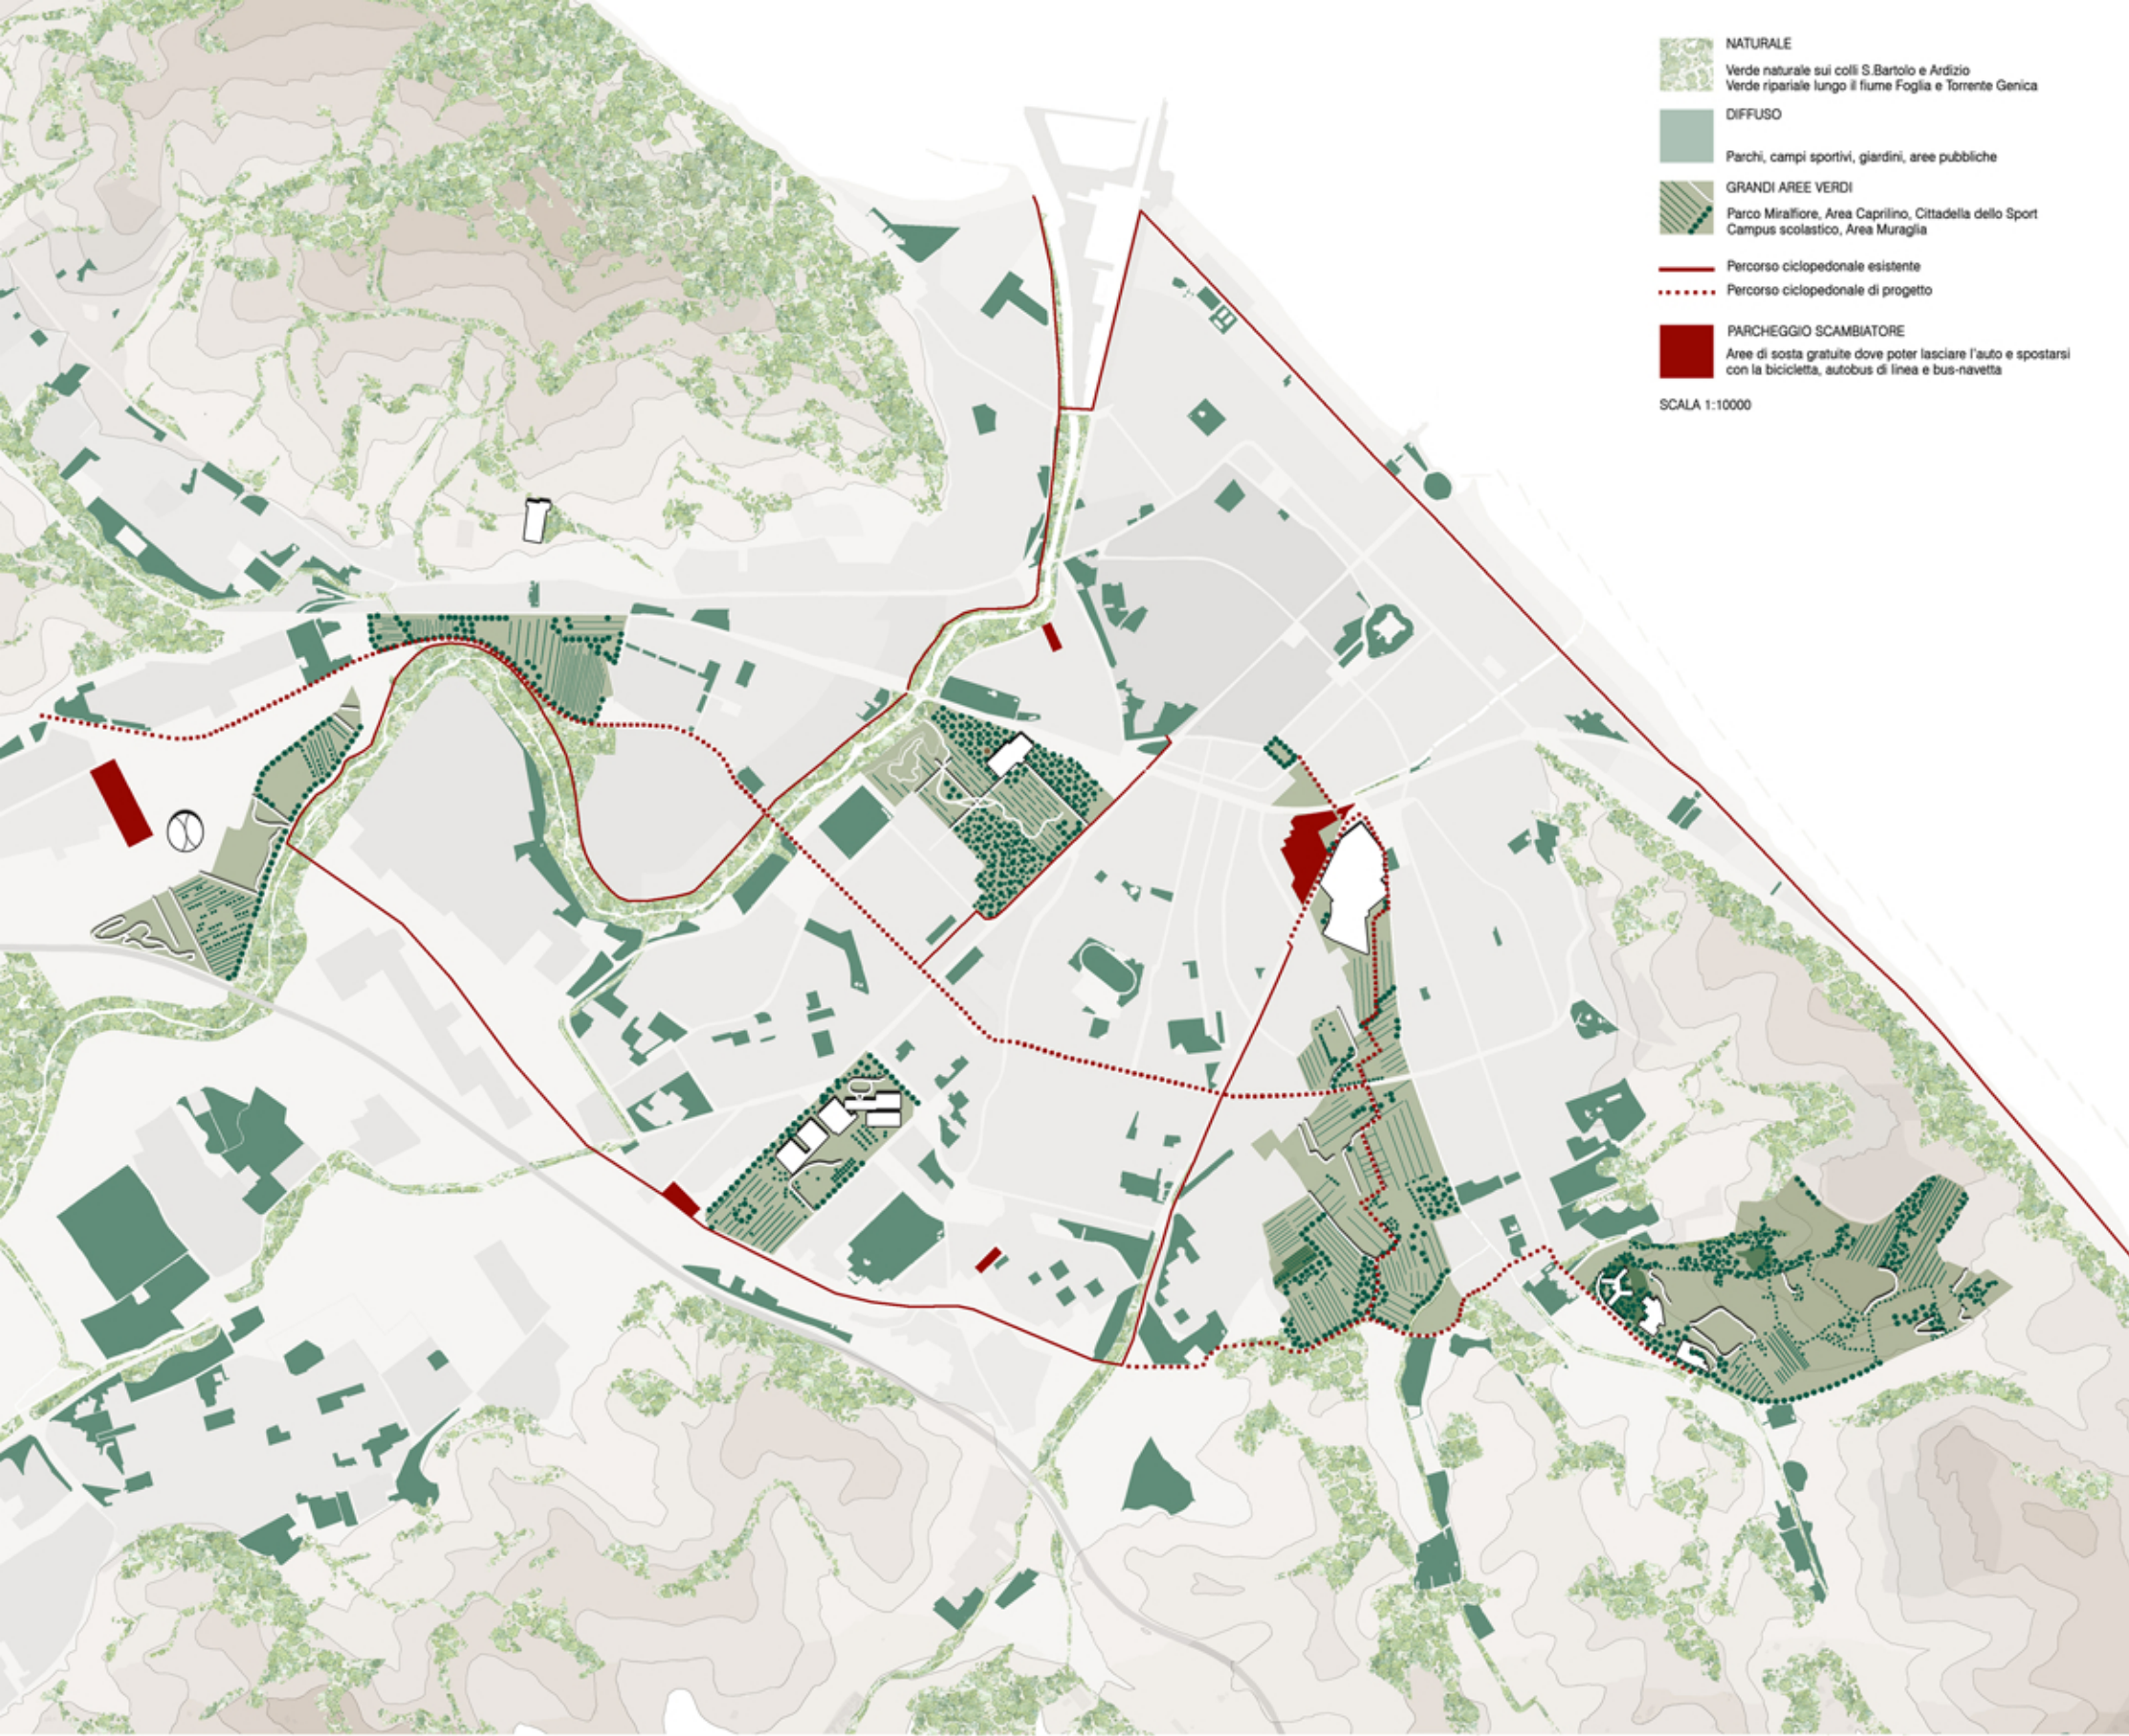 NATURALE
Verde naturale sui colli S.Bartolo e Ardizio
Verde ripariale lungo il fiume Foglia e Torrente Genica
DIFFUSO
Parchi, campi sportivi, giardini, aree pubbliche
GRANDI AREE VERDI
Parco Miralfiore, Area Caprilino, Cittadella dello Sport
Campus scolastico, Area Muraglia
Percorso ciclopedonale esistente
Percorso ciclopedonale di progetto
PARCHEGGIO SCAMBIATORE
Aree di sosta gratuite dove poter lasciare l'auto e spostarsi
con la bicicletta, autobus di linea e bus-navetta
SCALA 1:10000